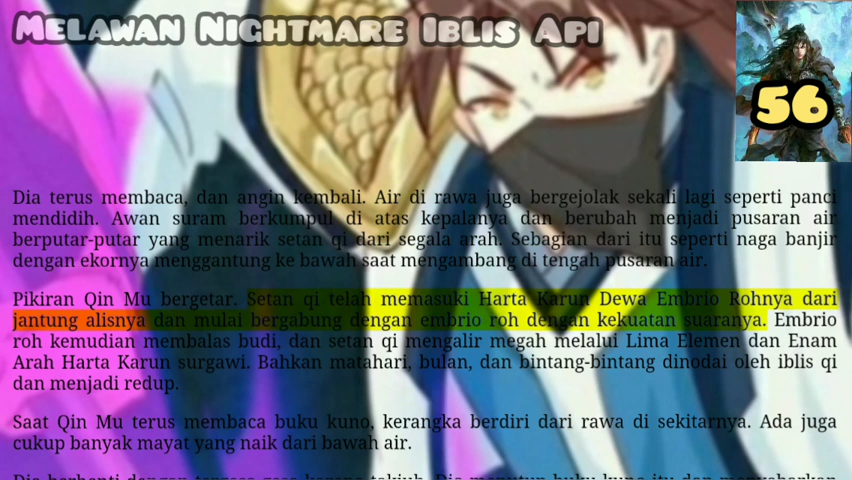 Melawan Nightmare Iblis Api
56
Dia terus membaca, dan angin kembali. Air di rawa juga bergejolak sekali lagi seperti panci
mendidih. Awan suram berkumpul di atas kepalanya dan berubah menjadi pusaran air
berputar-putar yang menarik setan qi dari segala arah. Sebagian dari itu seperti naga banjir
dengan ekornya menggantung ke bawah saat mengambang di tengah pusaran air.
Pikiran Qin Mu bergetar. Setan qi telah memasuki Harta Karun Dewa Embrio Rohnya dari
jantung alisnya dan mulai bergabung dengan embrio roh dengan kekuatan suaranya. Embrio
roh kemudian membalas budi, dan setan qi mengalir megah melalui Lima Elemen dan Enam
Arah Harta Karun surgawi. Bahkan matahari, bulan, dan bintang-bintang dinodai oleh iblis qi
dan menjadi redup.
Saat Qin Mu terus membaca buku kuno, kerangka berdiri dari rawa di sekitarnya. Ada juga
cukup banyak mayat yang naik dari bawah air.